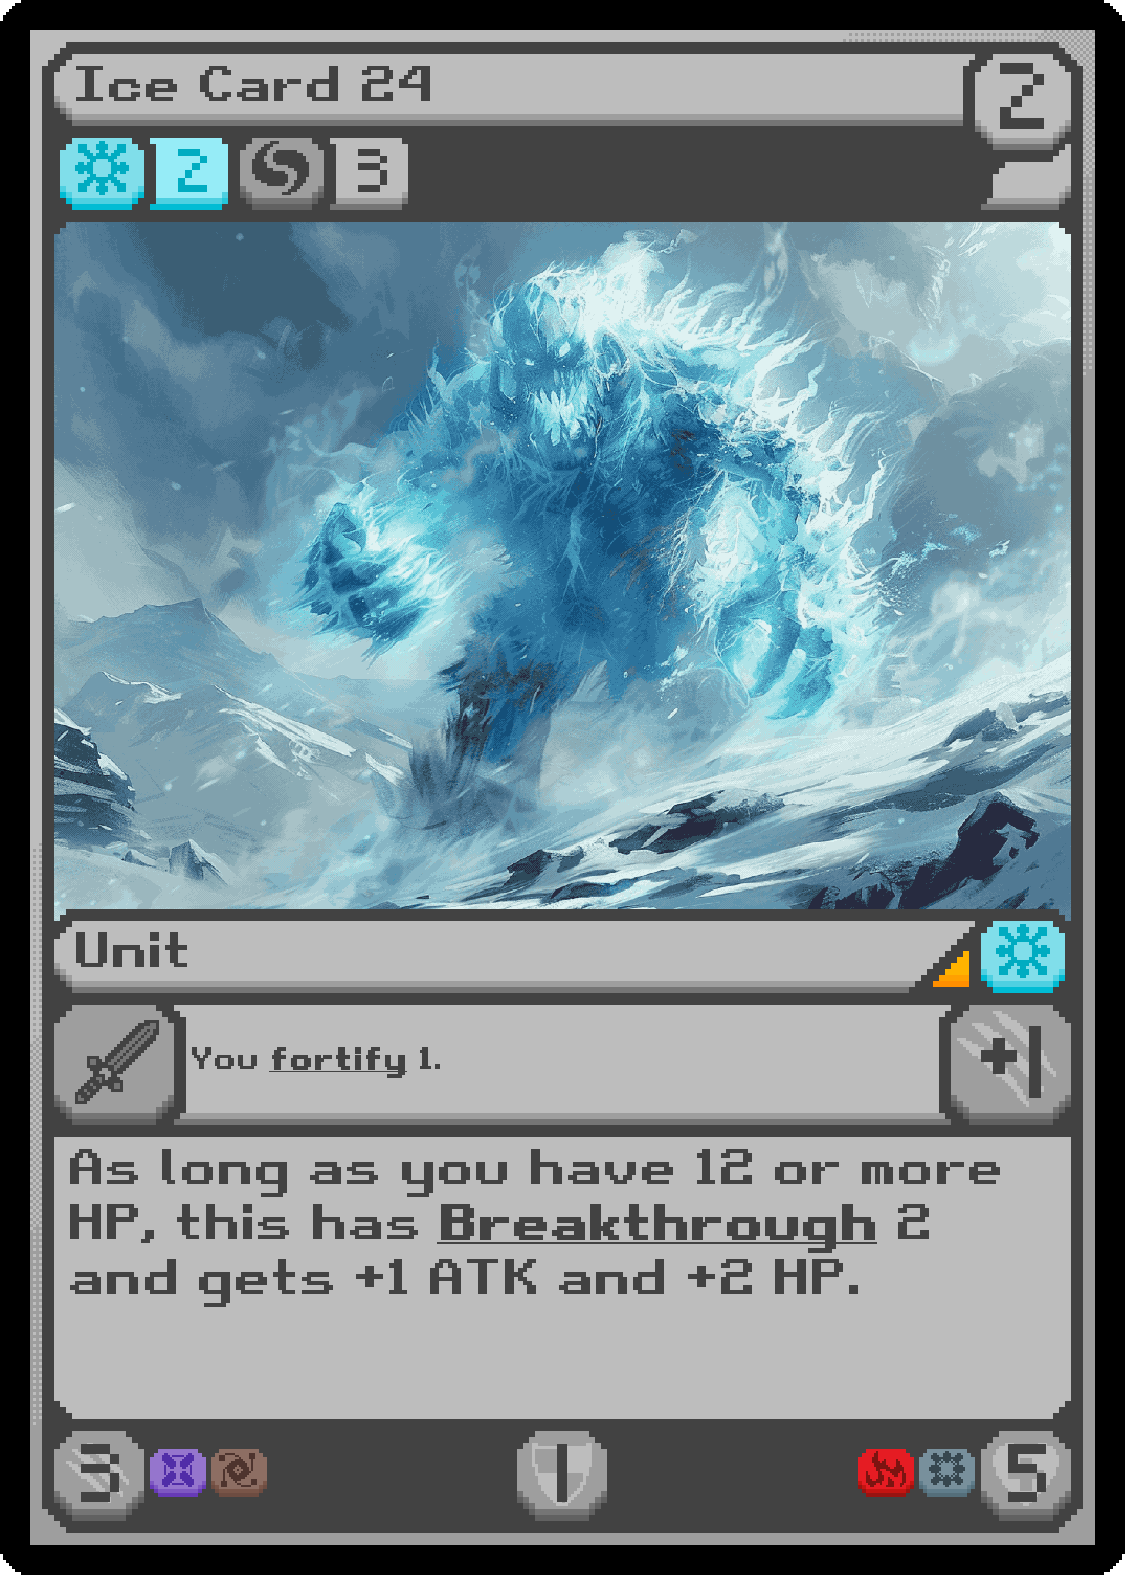 Ice Card 24
2
2
3
Unit
You fortify 1.
+1
As long as you have 12 or more
HP, this has Breakthrough 2
and gets +1 ATK and +2 HP.
3
1
5